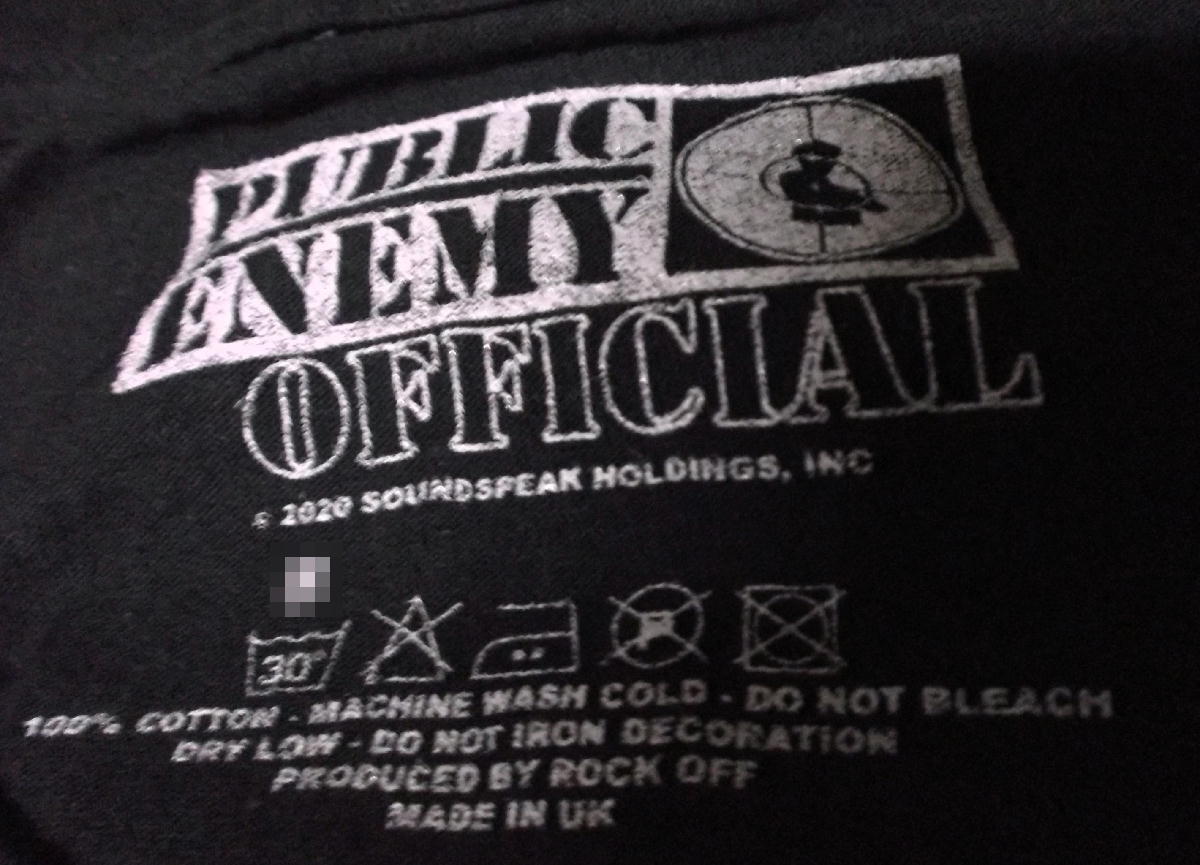 PUBLIC
ENEMY
OFFICIAL
© 2020 SOUNDSPEAK HOLDINGS, INC
30°
100% COTTON - MACHINE WASH COLD - DO NOT BLEACH
DRY LOW - DO NOT IRON DECORATION
PRODUCED BY ROCK OFF
MADE IN UK